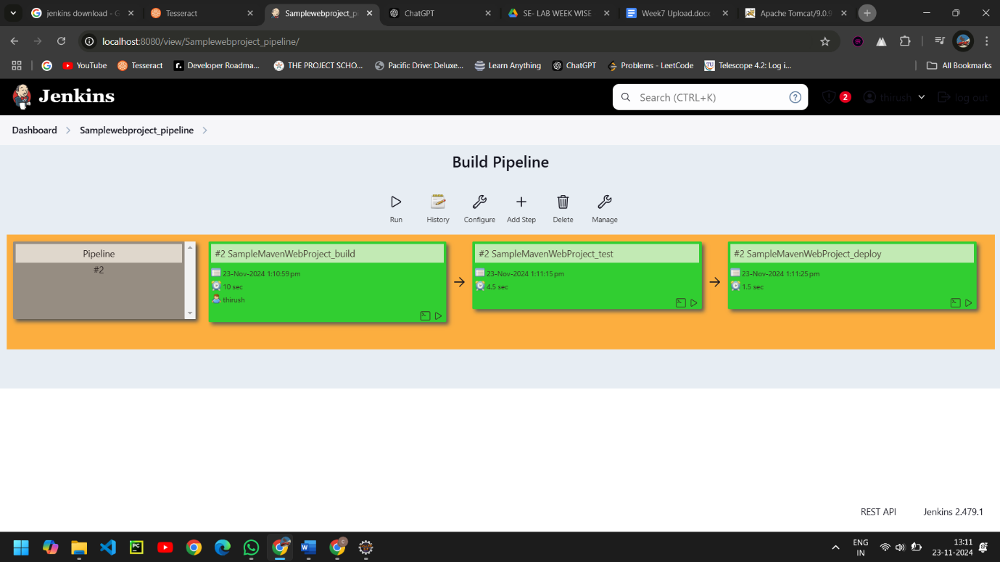 jenkins download - G
Tesseract
Samplewebproject_pi
ChatGPT
SE- LAB WEEK WISE
Week7 Upload.docx
Apache Tomcat/9.0.9
localhost:8080/view/Samplewebproject_pipeline/
YouTube
Tesseract
Developer Roadma...
THE PROJECT SCHO...
Pacific Drive: Deluxe...
Learn Anything
ChatGPT
Problems - LeetCode
Telescope 4.2: Log i...
All Bookmarks
Jenkins
Search (CTRL+K)
2
thirush
log out
Dashboard
Samplewebproject_pipeline
Build Pipeline
Run
History
Configure
Add Step
Delete
Manage
Pipeline
#2
#2 SampleMavenWebProject_build
23-Nov-2024 1:10:59 pm
10 sec
thirush
#2 SampleMavenWebProject_test
23-Nov-2024 1:11:15 pm
4.5 sec
#2 SampleMavenWebProject_deploy
23-Nov-2024 1:11:25 pm
1.5 sec
REST API
Jenkins 2.479.1
ENG
IN
13:11
23-11-2024